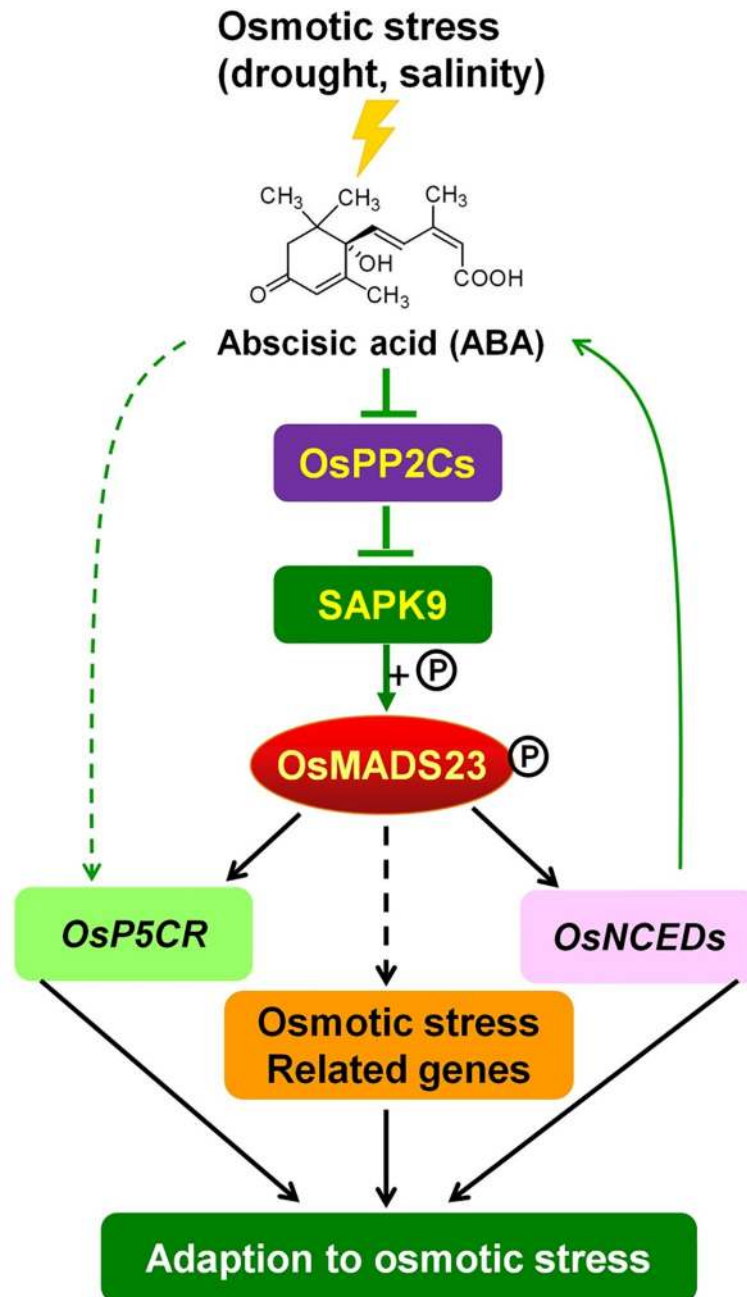 Osmotic stress
(drought, salinity)
CH3
CH3
CH3
OH
COOH
O
CH3
Abscisic acid (ABA)
OsPP2Cs
SAPK9
+ P
OsMADS23
P
OsP5CR
OsNCEDs
Osmotic stress
Related genes
Adaption to osmotic stress